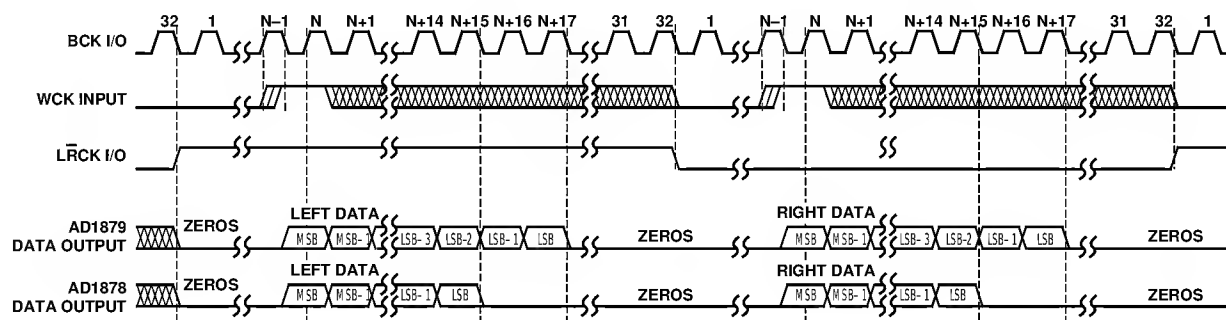 32 1 N–1 N N+1 N+14 N+15 N+16 N+17 31 32 1 N–1 N N+1 N+14 N+15 N+16 N+17 31 32 1
BCK I/O
WCK INPUT
LR̅CK I/O
AD1879 DATA OUTPUT
ZEROS
LEFT DATA
MSB MSB–1 LSB–3 LSB–2 LSB–1 LSB
ZEROS
RIGHT DATA
MSB MSB–1 LSB–3 LSB–2 LSB–1 LSB
ZEROS
AD1878 DATA OUTPUT
ZEROS
LEFT DATA
MSB MSB–1 LSB–1 LSB
ZEROS
RIGHT DATA
MSB MSB–1 LSB–1 LSB
ZEROS